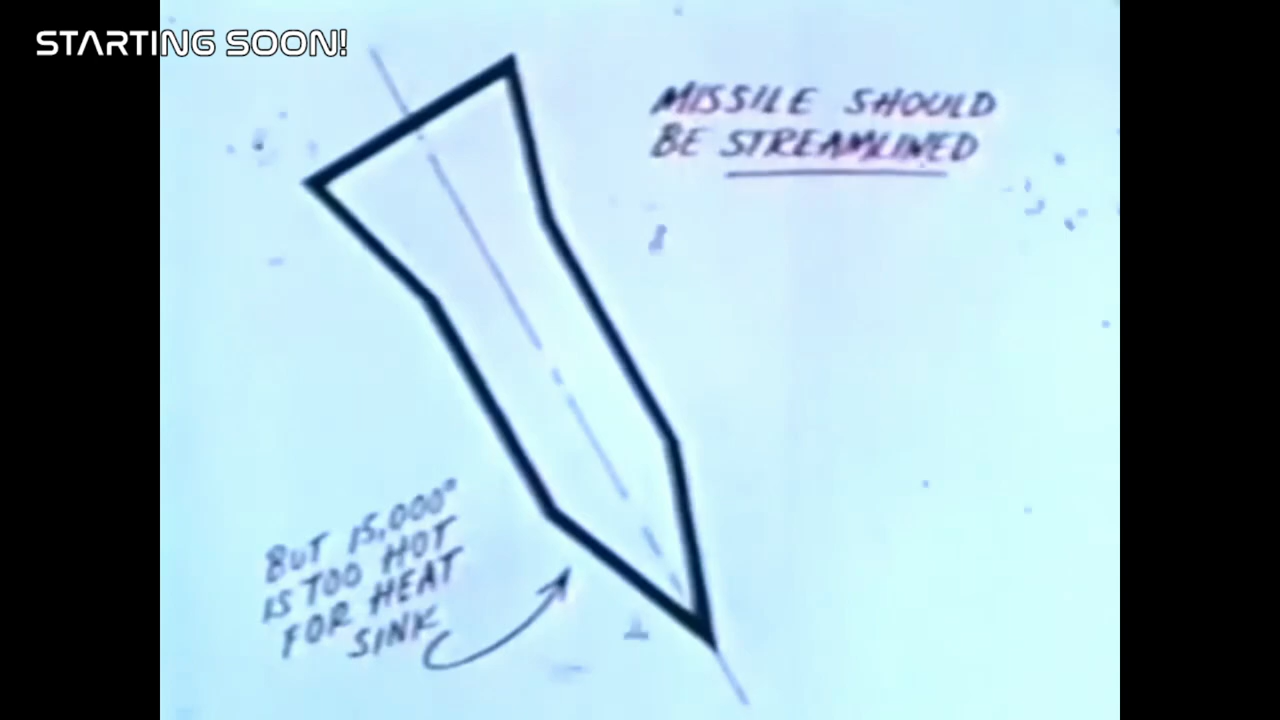 STARTING SOON!
MISSILE SHOULD
BE STREAMLINED
BUT 15,000°
IS TOO HOT
FOR HEAT
SINK